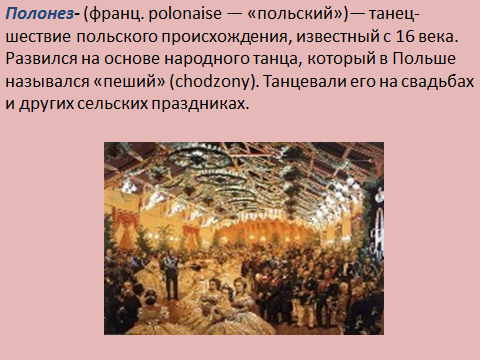 Полонез- (франц. polonaise — «польский»)— танец-
шествие польского происхождения, известный с 16 века.
Развился на основе народного танца, который в Польше
назывался «пеший» (chodzony). Танцевали его на свадьбах
и других сельских праздниках.